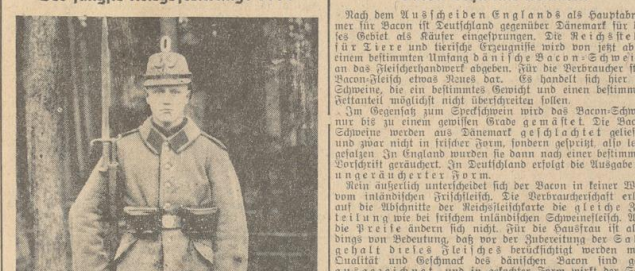 Nach dem Ausscheiden Englands als Hauptabn
mer für Bacon ist Deutschland gegenüber Dänemark für
ses Gebiet als Käufer eingesprungen. Die Reichsste
für Tiere und tierische Erzeugnisse wird von jetzt ab
einem bestimmten Umfang dänische Bacon-Schwei
an das Fleischerhandwerk abgeben. Für die Verbraucher
Bacon-Fleisch etwas Neues dar. Es handelt sich hier
Schweine, die ein bestimmtes Gewicht und einen bestimm
Fettanteil möglichst nicht überschreiten sollen.
Im Gegensatz zum Speckschwein wird das Bacon-Schw
nur bis zu einem gewissen Grade gemästet. Die Bac
Schweine werden aus Dänemark geschlachtet gelief
und zwar nicht in frischer Form, sondern gespritzt, also
gesalzen. In England wurden sie dann nach einer bestimm
Vorschrift geräuchert. In Deutschland erfolgt die Ausgabe
ungeräucherter Form.
Rein äußerlich unterscheidet sich der Bacon in keiner
vom inländischen Frischfleisch. Die Verbraucherschaft
auf die Abschnitte der Reichsfleischkarte die gleiche
teilung wie bei frischem inländischen Schweinefleisch.
die Preise ändern sich nicht. Für die Hausfrau ist
dings von Bedeutung, daß vor der Zubereitung der Sal
gehalt dieses Fleisches berücksichtigt werden
Qualität und Geschmack des dänischen Bacon sind